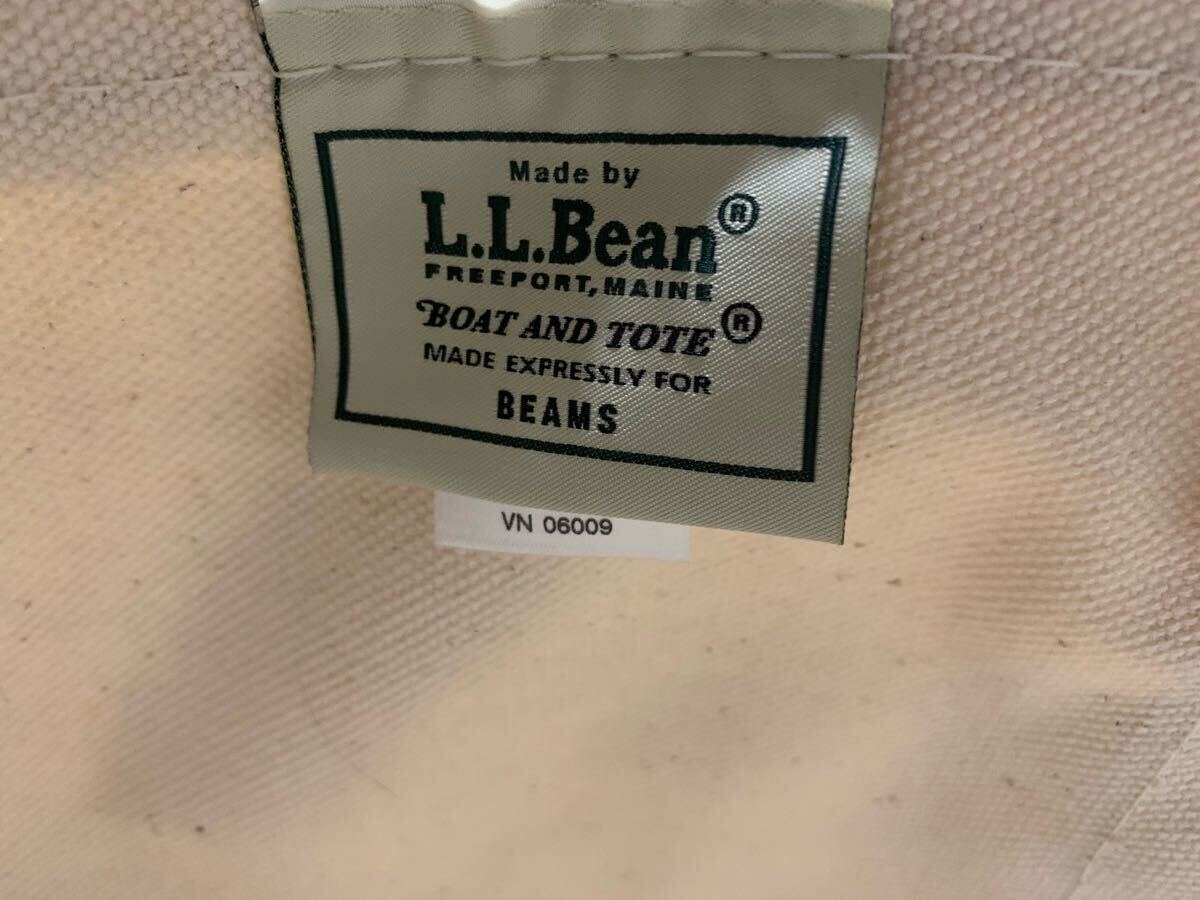 Made by
L.L.Bean®
FREEPORT, MAINE
BOAT AND TOTE®
MADE EXPRESSLY FOR
BEAMS
VN 06009